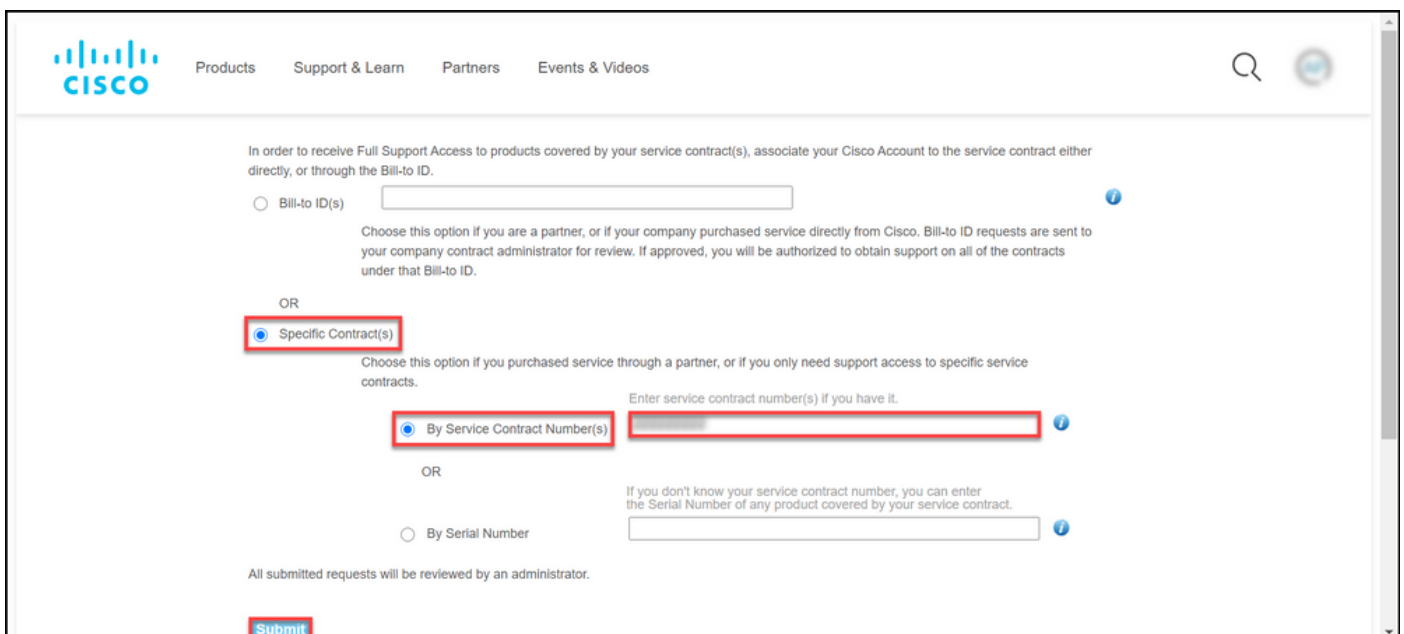 CISCO
Products Support & Learn Partners Events & Videos
In order to receive Full Support Access to products covered by your service contract(s), associate your Cisco Account to the service contract either
directly, or through the Bill-to ID.
Bill-to ID(s)
Choose this option if you are a partner, or if your company purchased service directly from Cisco. Bill-to ID requests are sent to
your company contract administrator for review. If approved, you will be authorized to obtain support on all of the contracts
under that Bill-to ID.
OR
Specific Contract(s)
Choose this option if you purchased service through a partner, or if you only need support access to specific service
contracts.
Enter service contract number(s) if you have it.
By Service Contract Number(s)
OR
If you don't know your service contract number, you can enter
the Serial Number of any product covered by your service contract.
By Serial Number
All submitted requests will be reviewed by an administrator.
Submit